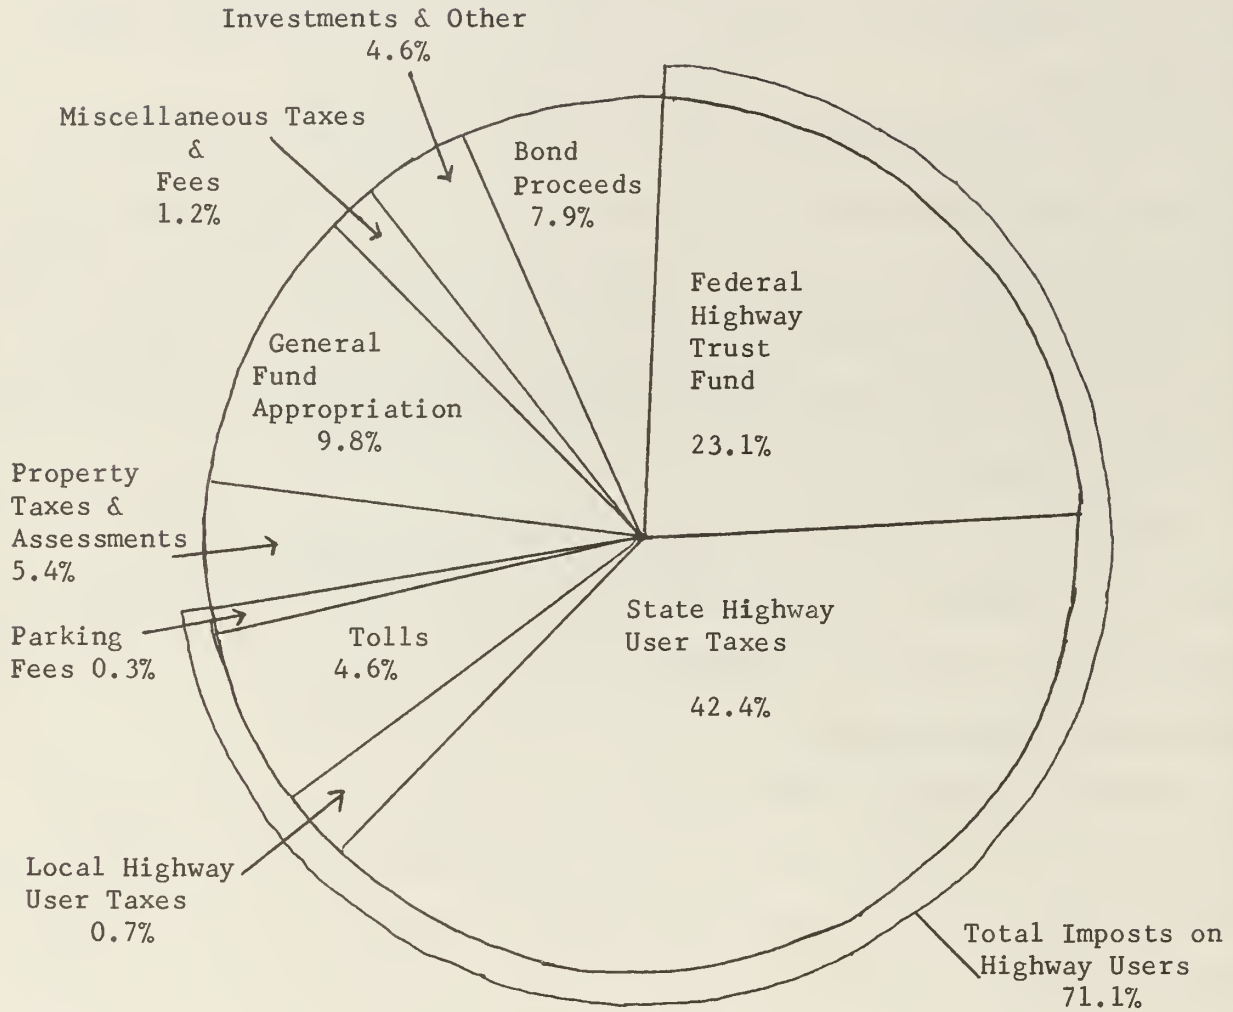 Investments & Other
4.6%
Miscellaneous Taxes
&
Fees
1.2%
Bond
Proceeds
7.9%
Federal
Highway
Trust
Fund
23.1%
General
Fund
Appropriation
9.8%
Property
Taxes &
Assessments
5.4%
Parking
Fees 0.3%
Tolls
4.6%
State Highway
User Taxes
42.4%
Local Highway
User Taxes
0.7%
Total Imposts on
Highway Users
71.1%